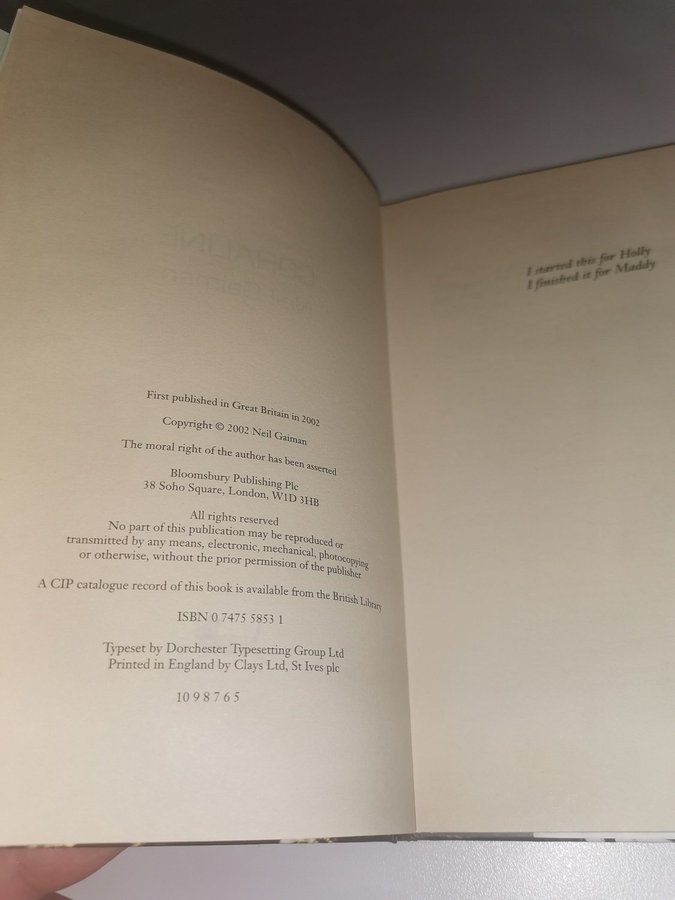 First published in Great Britain in 2002
Copyright © 2002 Neil Gaiman
The moral right of the author has been asserted
Bloomsbury Publishing Plc
38 Soho Square, London, W1D 3HB
All rights reserved
No part of this publication may be reproduced or
transmitted by any means, electronic, mechanical, photocopying
or otherwise, without the prior permission of the publisher
A CIP catalogue record of this book is available from the British Library
ISBN 0 7475 5853 1
Typeset by Dorchester Typesetting Group Ltd
Printed in England by Clays Ltd, St Ives plc
10 9 8 7 6 5
I started this for Holly
I finished it for Maddy